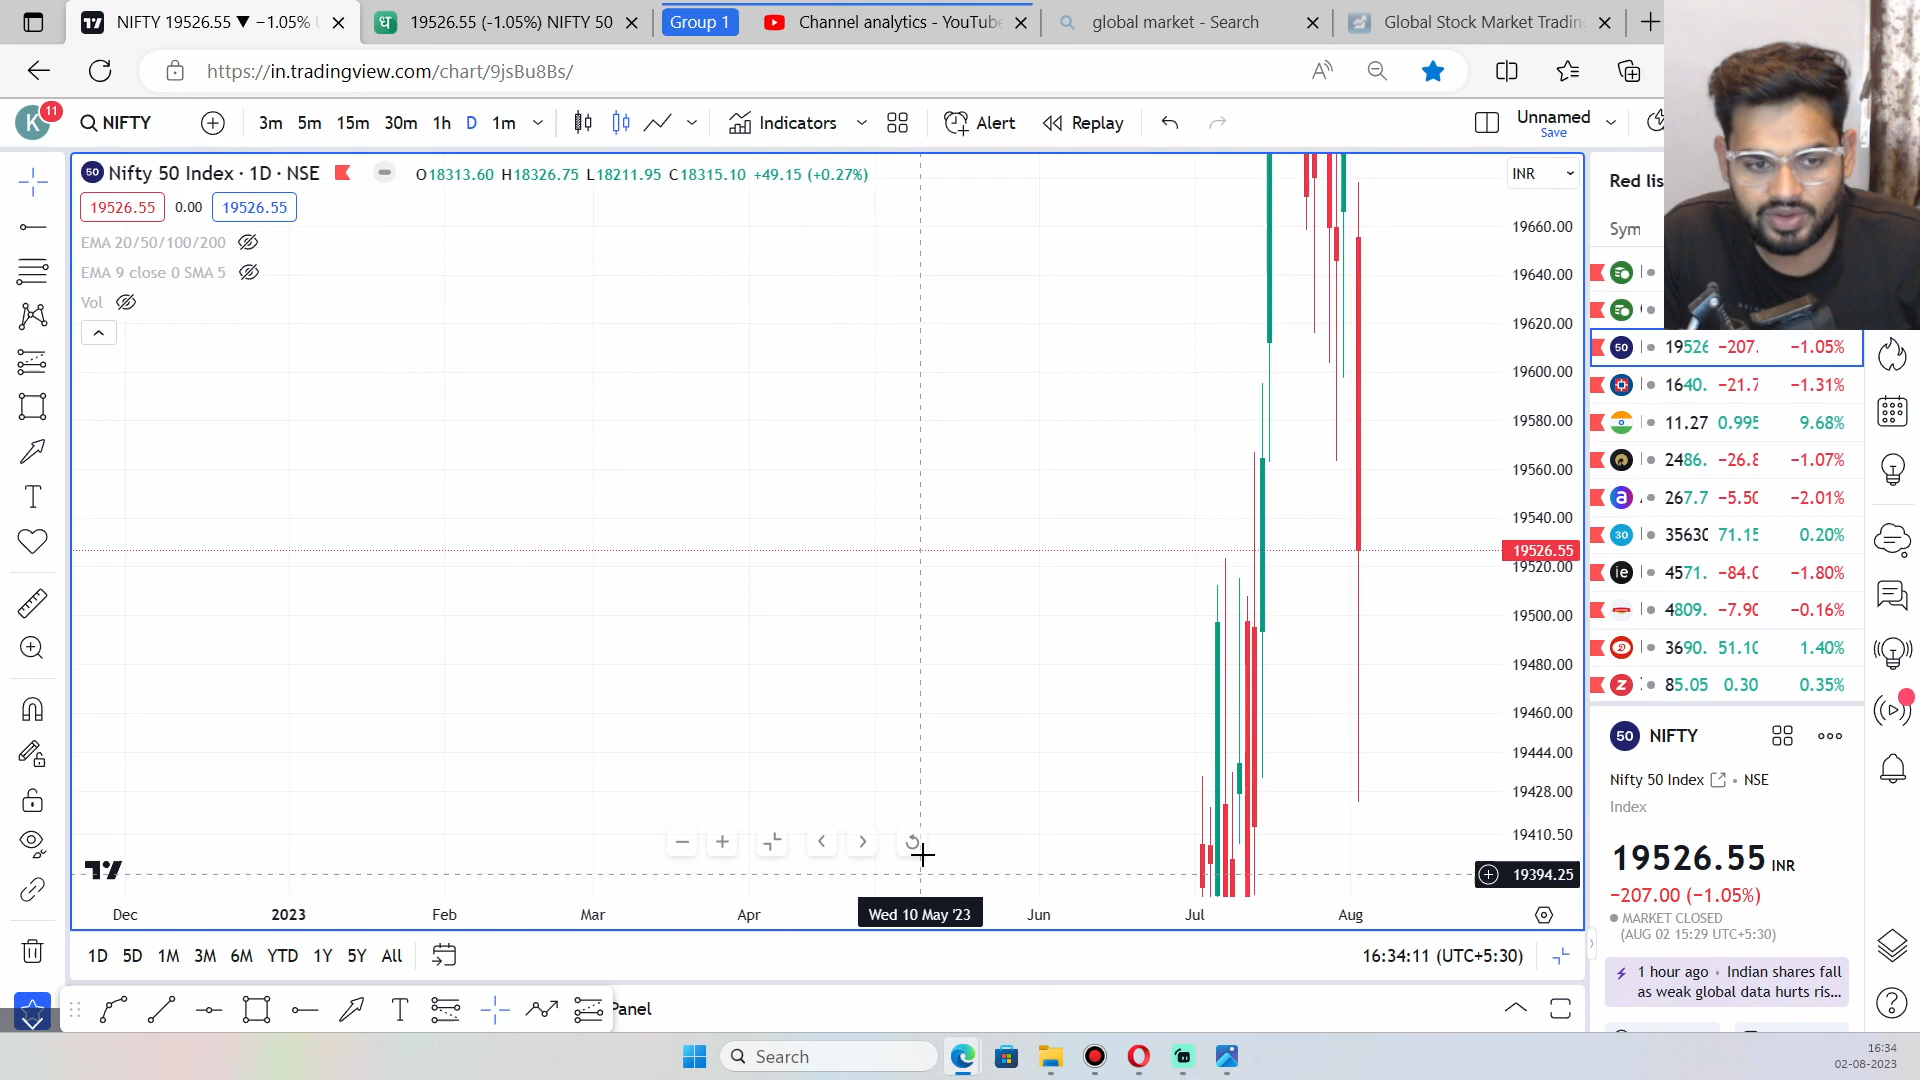 NIFTY 19526.55 ▼ −1.05%
19526.55 (-1.05%) NIFTY 50
Group 1
Channel analytics - YouTube
global market - Search
Global Stock Market Trading
https://in.tradingview.com/chart/9jsBu8Bs/
K
11
NIFTY
3m 5m 15m 30m 1h D 1m
Indicators
Alert
Replay
Unnamed
Save
50 Nifty 50 Index · 1D · NSE
O18313.60 H18326.75 L18211.95 C18315.10 +49.15 (+0.27%)
INR
19526.55 0.00 19526.55
EMA 20/50/100/200
EMA 9 close 0 SMA 5
Vol
19660.00
19640.00
19620.00
19600.00
19580.00
19560.00
19540.00
19526.55
19520.00
19500.00
19480.00
19460.00
19444.00
19428.00
19410.50
19394.25
Dec 2023 Feb Mar Apr Wed 10 May '23 Jun Jul Aug
1D 5D 1M 3M 6M YTD 1Y 5Y All
16:34:11 (UTC+5:30)
Panel
Red lis
Sym
50 19526 −207. −1.05%
1640. −21.7 −1.31%
11.27 0.995 9.68%
2486. −26.8 −1.07%
a 267.7 −5.50 −2.01%
30 35630 71.15 0.20%
ie 4571. −84.0 −1.80%
4809. −7.90 −0.16%
3690. 51.10 1.40%
85.05 0.30 0.35%
50 NIFTY
Nifty 50 Index · NSE
Index
19526.55 INR
−207.00 (−1.05%)
MARKET CLOSED
(AUG 02 15:29 UTC+5:30)
1 hour ago · Indian shares fall
as weak global data hurts ris...
Search
16:34
02-08-2023